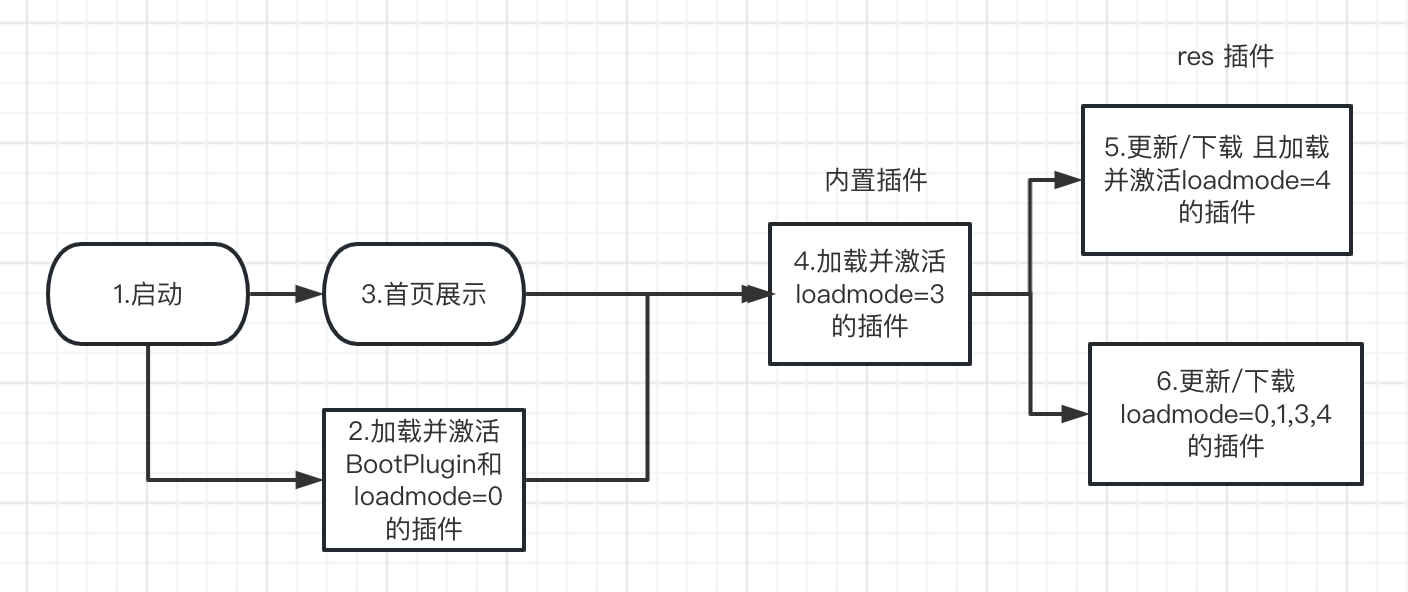 res 插件
5.更新/下载 且加载
并激活loadmode=4
的插件
内置插件
4.加载并激活
loadmode=3
的插件
1.启动
3.首页展示
6.更新/下载
loadmode=0,1,3,4
的插件
2.加载并激活
BootPlugin和
loadmode=0
的插件